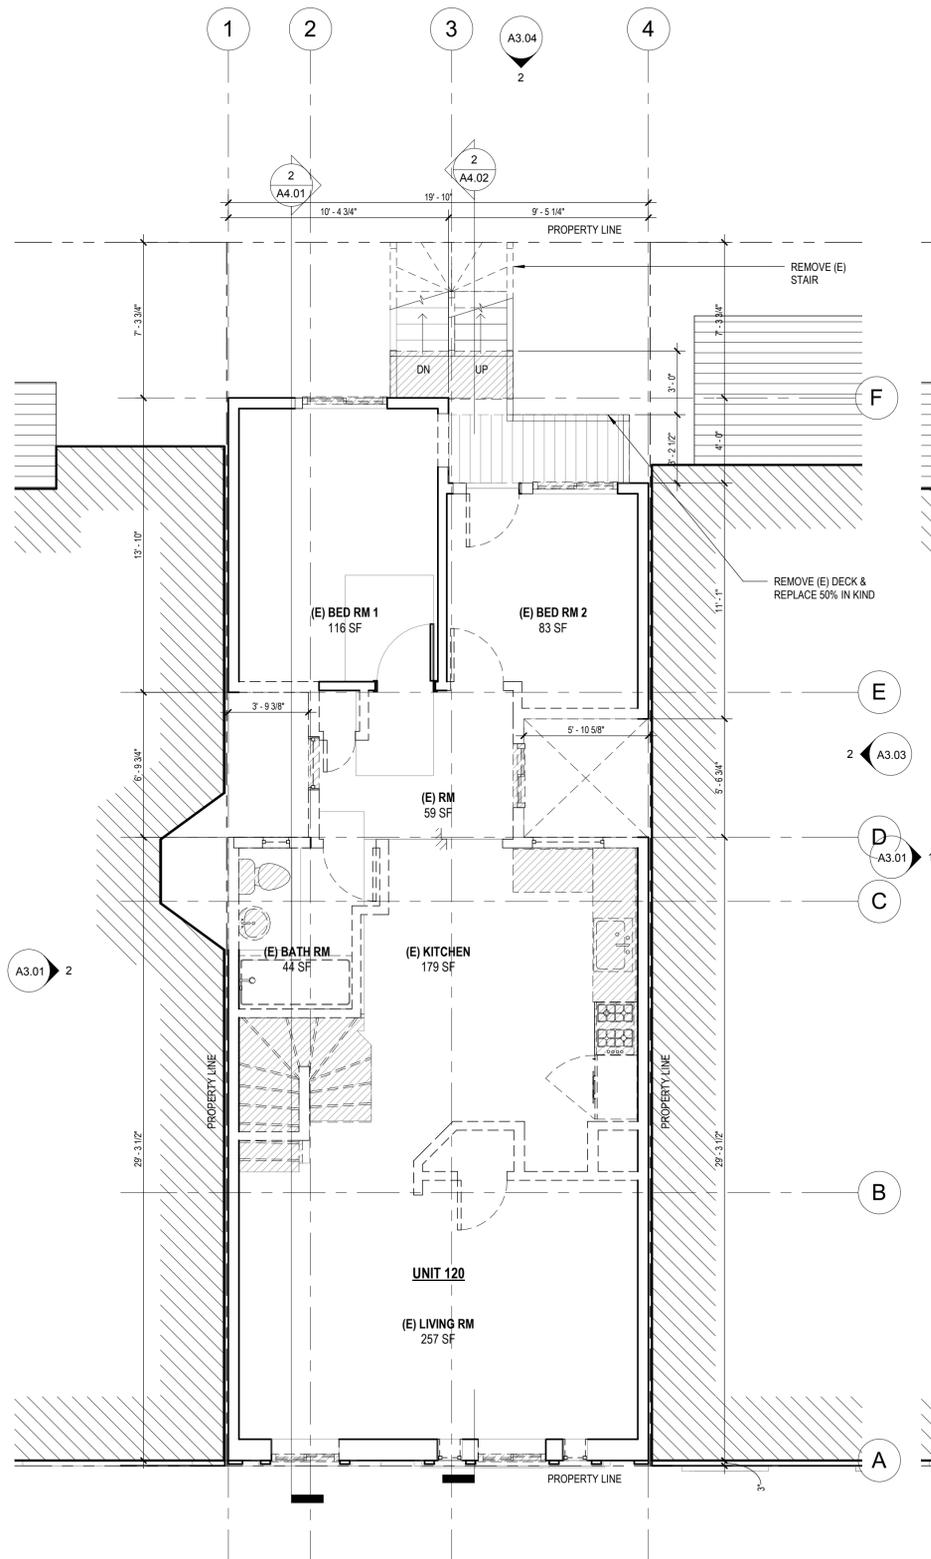 1
2
3
4
A3.04
2
2
A4.01
2
A4.02
19' - 10"
10' - 4 3/4"
9' - 5 1/4"
PROPERTY LINE
REMOVE (E)
STAIR
7' - 3 3/4"
7' - 3 3/4"
DN
UP
3' - 0"
F
4' - 0"
13' - 10"
REMOVE (E) DECK &
REPLACE 50% IN KIND
11' - 1"
(E) BED RM 1
116 SF
(E) BED RM 2
83 SF
E
3' - 9 3/8"
5' - 10 5/8"
6' - 9 3/4"
5' - 6 3/4"
2
A3.03
(E) RM
59 SF
D
A3.01
1
C
(E) BATH RM
44 SF
(E) KITCHEN
179 SF
A3.01
2
PROPERTY LINE
PROPERTY LINE
29' - 3 1/2"
29' - 3 1/2"
B
UNIT 120
(E) LIVING RM
257 SF
A
PROPERTY LINE
3"